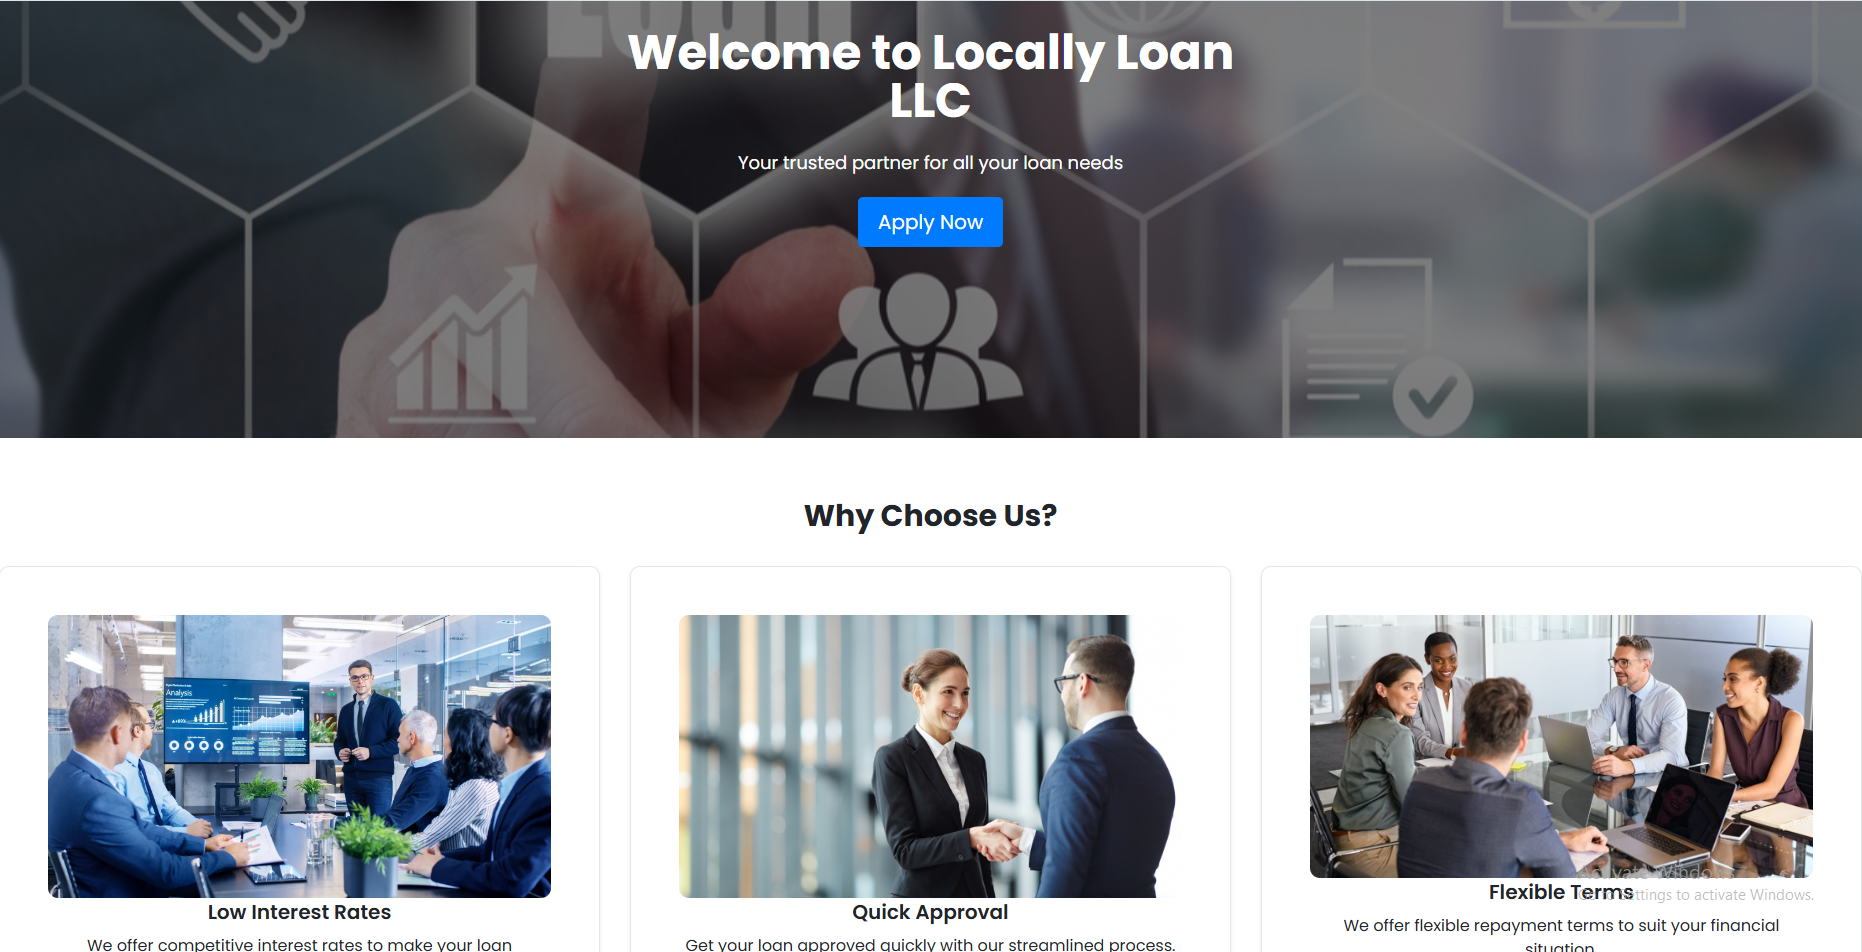 Welcome to Locally Loan
LLC
Your trusted partner for all your loan needs
Apply Now
Why Choose Us?
Analysis
Low Interest Rates
We offer competitive interest rates to make your loan
Quick Approval
Get your loan approved quickly with our streamlined process.
Flexible Terms
We offer flexible repayment terms to suit your financial
situation
Activate Windows
Go to Settings to activate Windows.